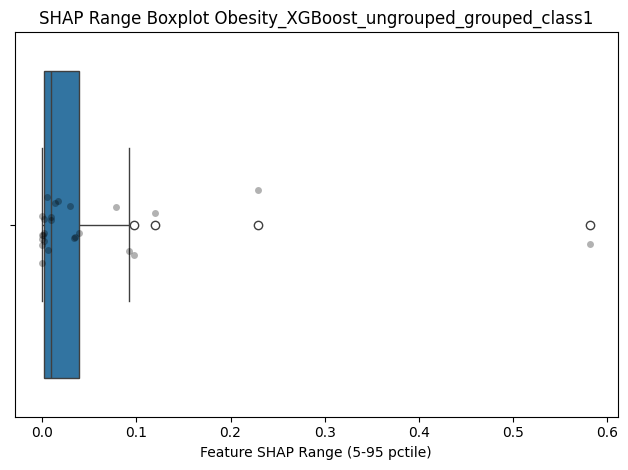 SHAP Range Boxplot Obesity_XGBoost_ungrouped_grouped_class1
0.0 0.1 0.2 0.3 0.4 0.5 0.6
Feature SHAP Range (5-95 pctile)